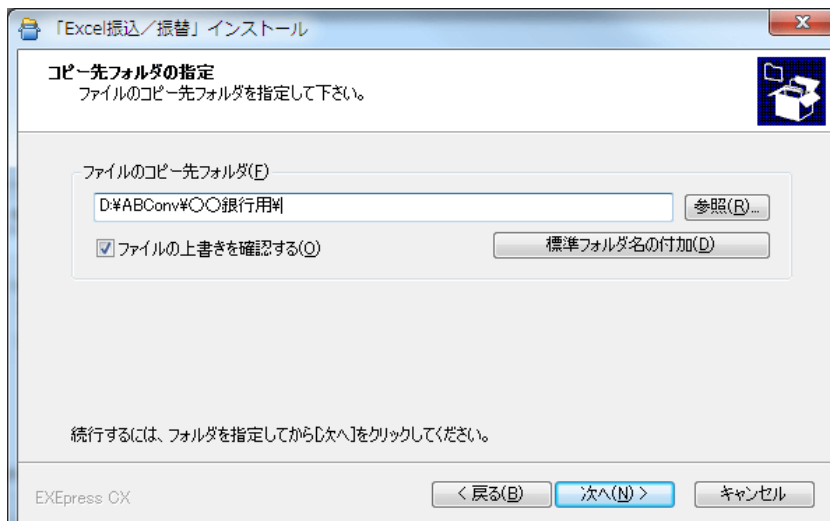 「Excel振込／振替」インストール
コピー先フォルダの指定
ファイルのコピー先フォルダを指定して下さい。
ファイルのコピー先フォルダ(F)
D:¥ABConv¥〇〇銀行用¥
参照(R)...
ファイルの上書きを確認する(O)
標準フォルダ名の付加(D)
続行するには、フォルダを指定してから[次へ]をクリックしてください。
EXEpress CX
< 戻る(B)
次へ(N) >
キャンセル